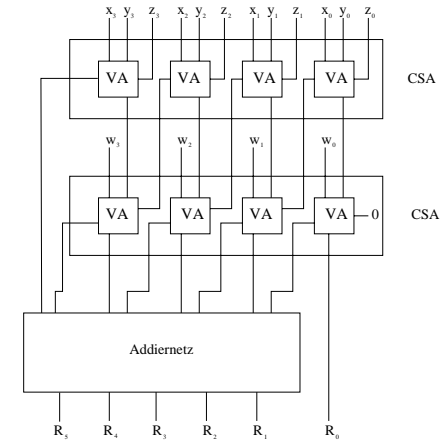 x₃ y₃ z₃ x₂ y₂ z₂ x₁ y₁ z₁ x₀ y₀ z₀
VA VA VA VA CSA
w₃ w₂ w₁ w₀
VA VA VA VA 0 CSA
Addiernetz
R₅ R₄ R₃ R₂ R₁ R₀